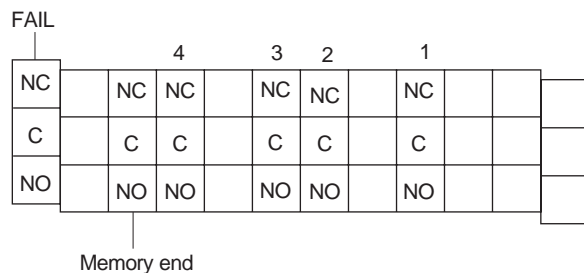 FAIL
4 3 2 1
NC NC NC NC NC NC
C C C C C C
NO NO NO NO NO NO
Memory end